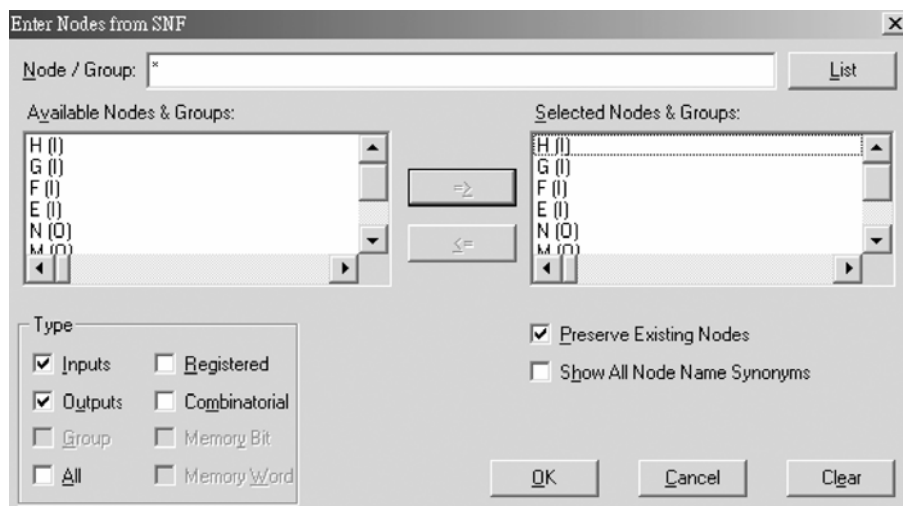 Enter Nodes from SNF
Node / Group: *
List
Available Nodes & Groups:
H (I)
G (I)
F (I)
E (I)
N (O)
M (O)
=>
<=
Selected Nodes & Groups:
H (I)
G (I)
F (I)
E (I)
N (O)
M (O)
Type
Inputs
Registered
Outputs
Combinatorial
Group
Memory Bit
All
Memory Word
Preserve Existing Nodes
Show All Node Name Synonyms
OK
Cancel
Clear